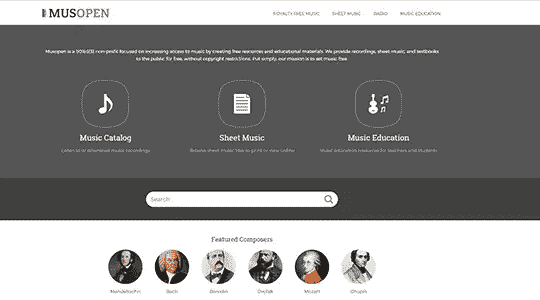 MUSOPEN
ROYALTY FREE MUSIC SHEET MUSIC RADIO MUSIC EDUCATION
Musopen is a 501(c)(3) non-profit focused on increasing access to music by creating free resources and educational materials. We provide recordings, sheet music, and textbooks
to the public for free, without copyright restrictions. Put simply, our mission is to set music free.
Music Catalog Sheet Music Music Education
Listen to or download music recordings
Browse sheet music files to print or view online
Music education resources for teachers and students
Search
Featured Composers
Mendelssohn Bach Borodin Dvořák Mozart Chopin